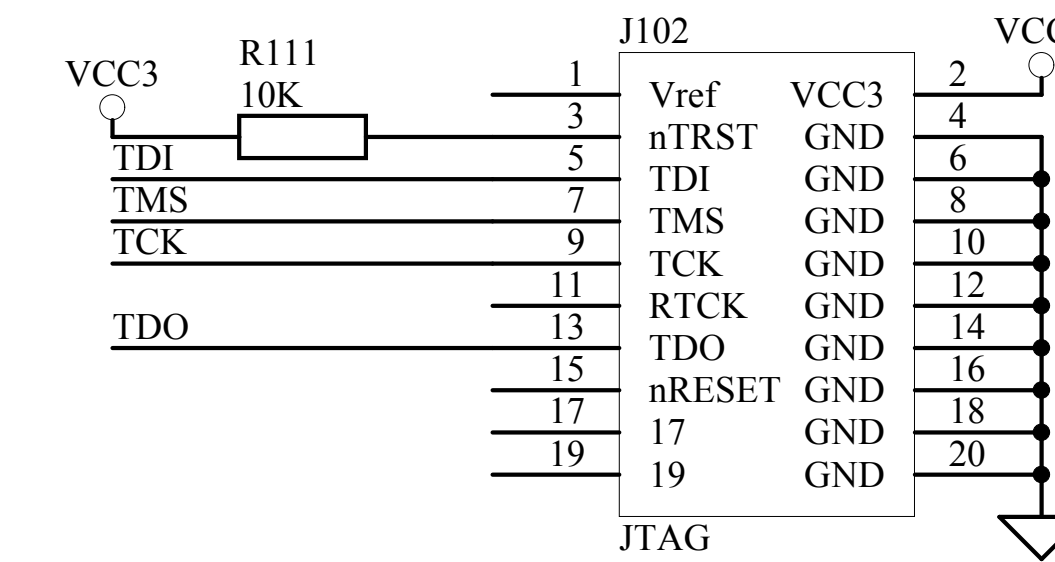 J102
VCC
R111
VCC3
10K
1 Vref VCC3 2
3 nTRST GND 4
TDI 5 TDI GND 6
TMS 7 TMS GND 8
TCK 9 TCK GND 10
11 RTCK GND 12
TDO 13 TDO GND 14
15 nRESET GND 16
17 17 GND 18
19 19 GND 20
JTAG